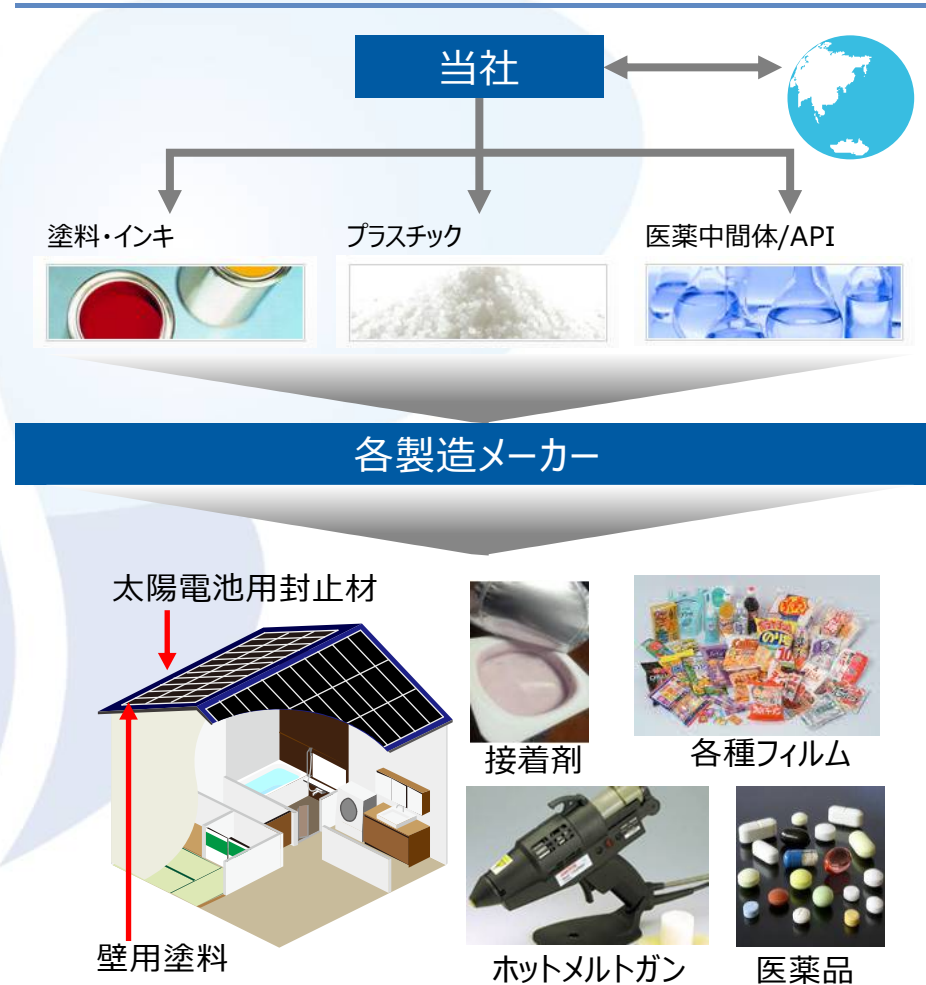 当社
塗料・インキ
プラスチック
医薬中間体/API
各製造メーカー
太陽電池用封止材
接着剤
各種フィルム
壁用塗料
ホットメルトガン
医薬品